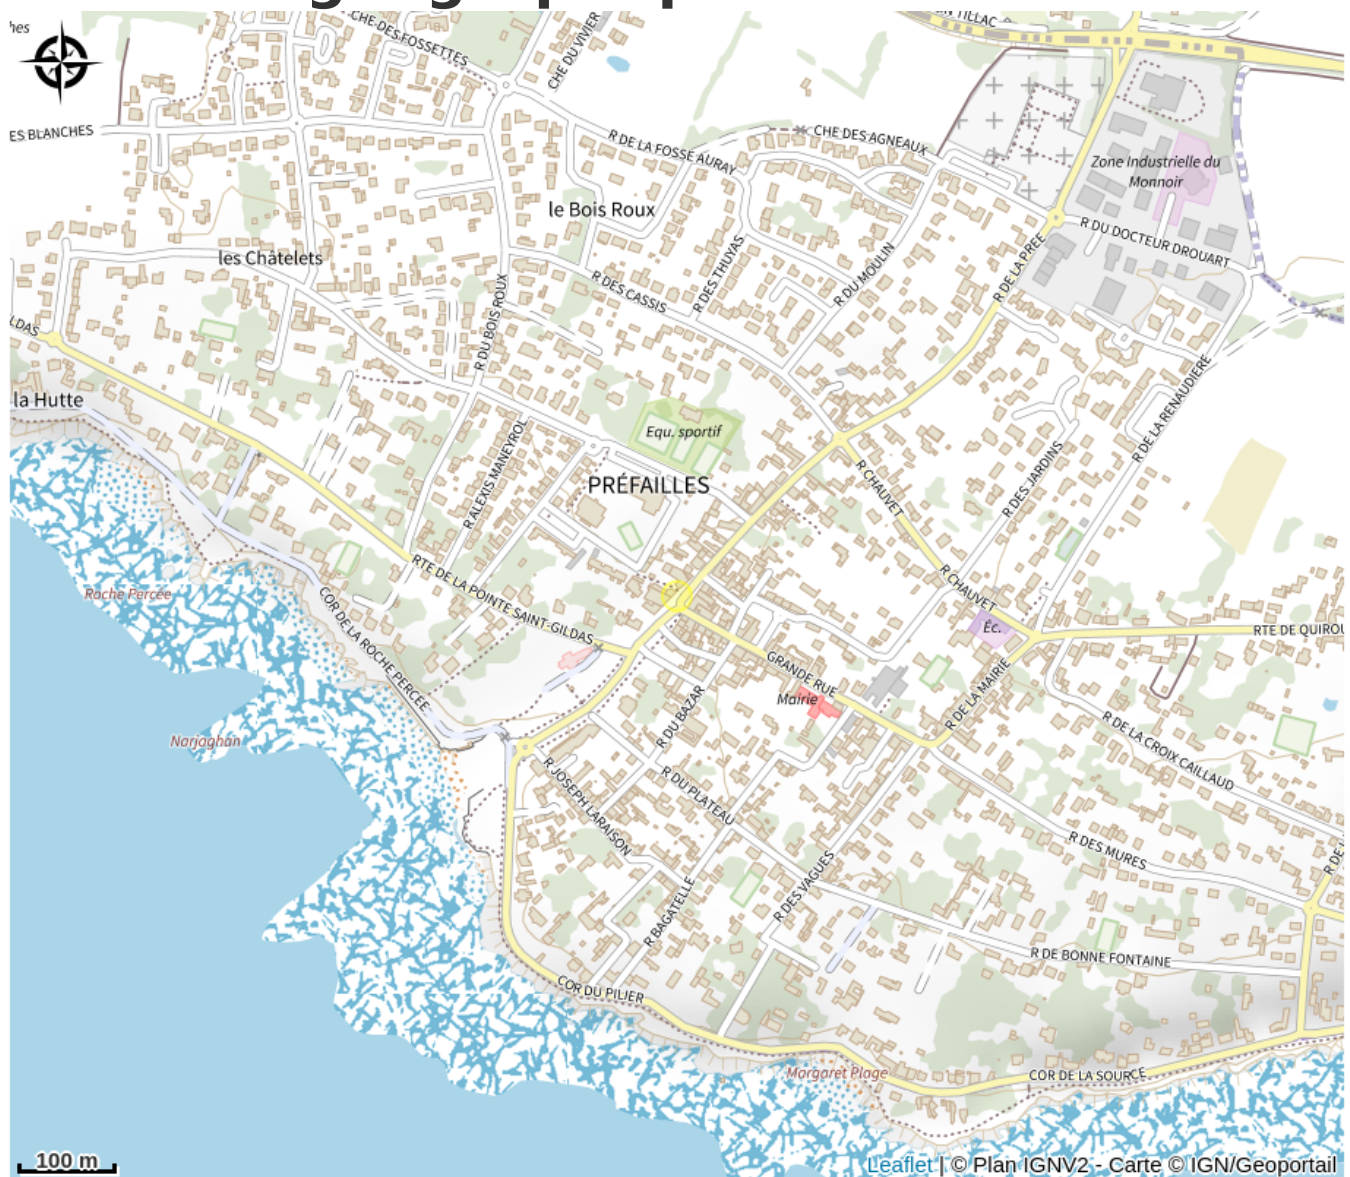 hes
CHE DES FOSSETTES
CHE DU VIVIER
TILLAC
ES BLANCHES
R DE LA FOSSE AURAY
CHE DES AGNEAUX
Zone Industrielle du
Monnoir
le Bois Roux
R DU DOCTEUR DROUART
les Châtelets
R DES THUYAS
R DU MOULIN
R DE LA PREE
R DES CASSIS
R DU BOIS ROUX
LDAS
la Hutte
R DE LA RENAUDIERE
Equ. sportif
R ALEXIS MANEYROL
PRÉFAILLES
R CHAUVET
R DES JARDINS
RTE DE LA POINTE SAINT-GILDAS
Roche Percée
R CHAUVET
Éc.
RTE DE QUIROU
COR DE LA ROCHE PERCEE
GRANDE RUE
Mairie
R DE LA MAIRIE
R DU BAZAR
Narjaghan
R DE LA CROIX CAILLAUD
R JOSEPH LARAISON
R DU PLATEAU
R DES MURES
R DE L
R DES VAGUES
R BAGATELLE
R DE BONNE FONTAINE
COR DU PILIER
Margaret Plage
COR DE LA SOURCE
100 m
Leaflet | © Plan IGNV2 - Carte © IGN/Geoportail